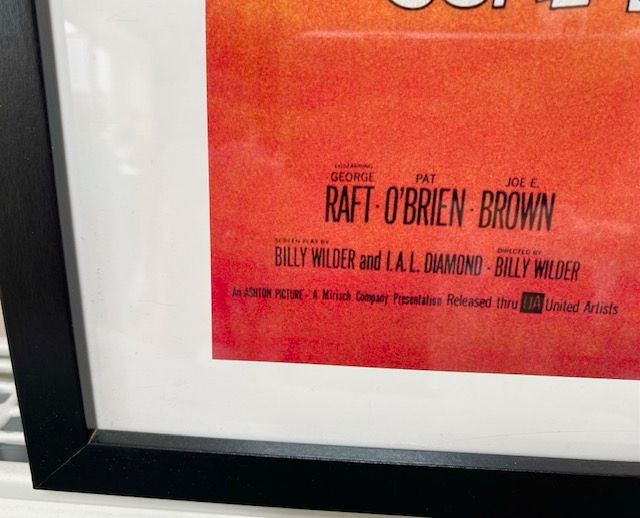 COSTARRING
GEORGE PAT JOE E.
RAFT · O'BRIEN · BROWN
SCREEN PLAY BY DIRECTED BY
BILLY WILDER and I.A.L. DIAMOND · BILLY WILDER
An ASHTON PICTURE · A Mirisch Company Presentation Released thru UA United Artists